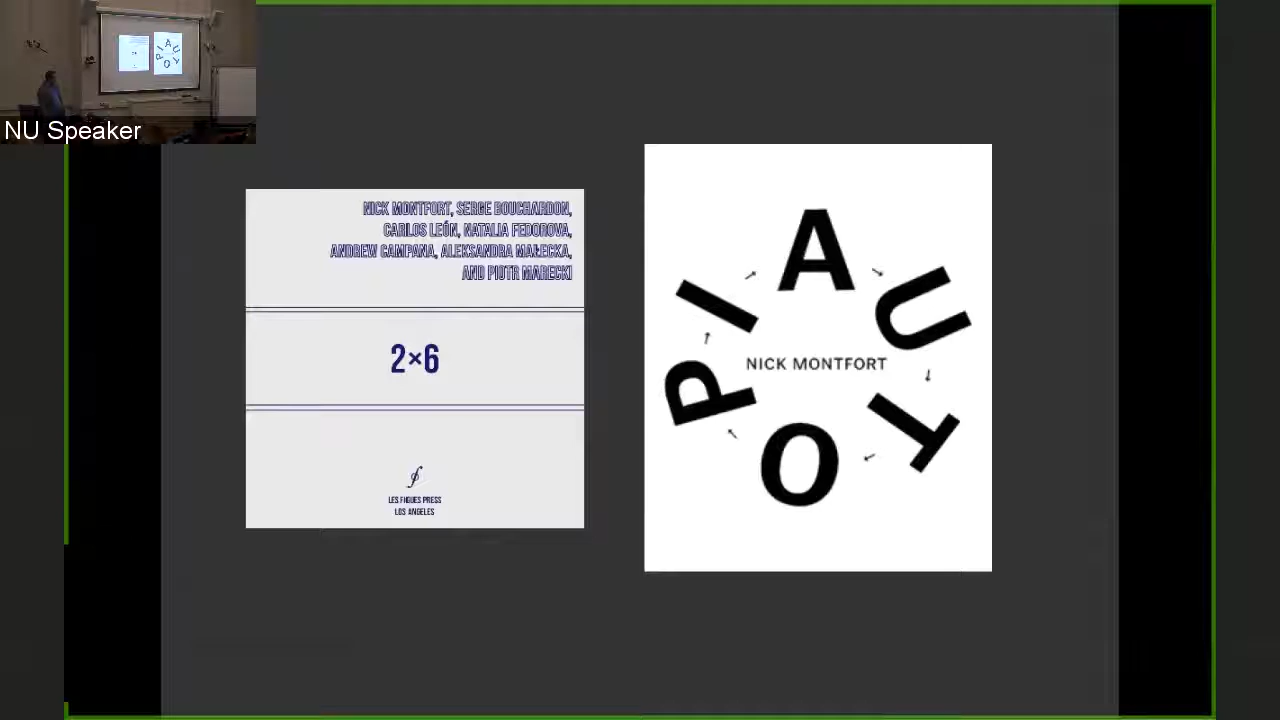 NU Speaker
NICK MONTFORT, SERGE BOUCHARDON,
CARLOS LEÓN, NATALIA FEDOROVA,
ANDREW CAMPANA, ALEKSANDRA MAŁECKA,
AND PIOTR MARECKI
2×6
LES FIGUES PRESS
LOS ANGELES
AUTOPI
NICK MONTFORT